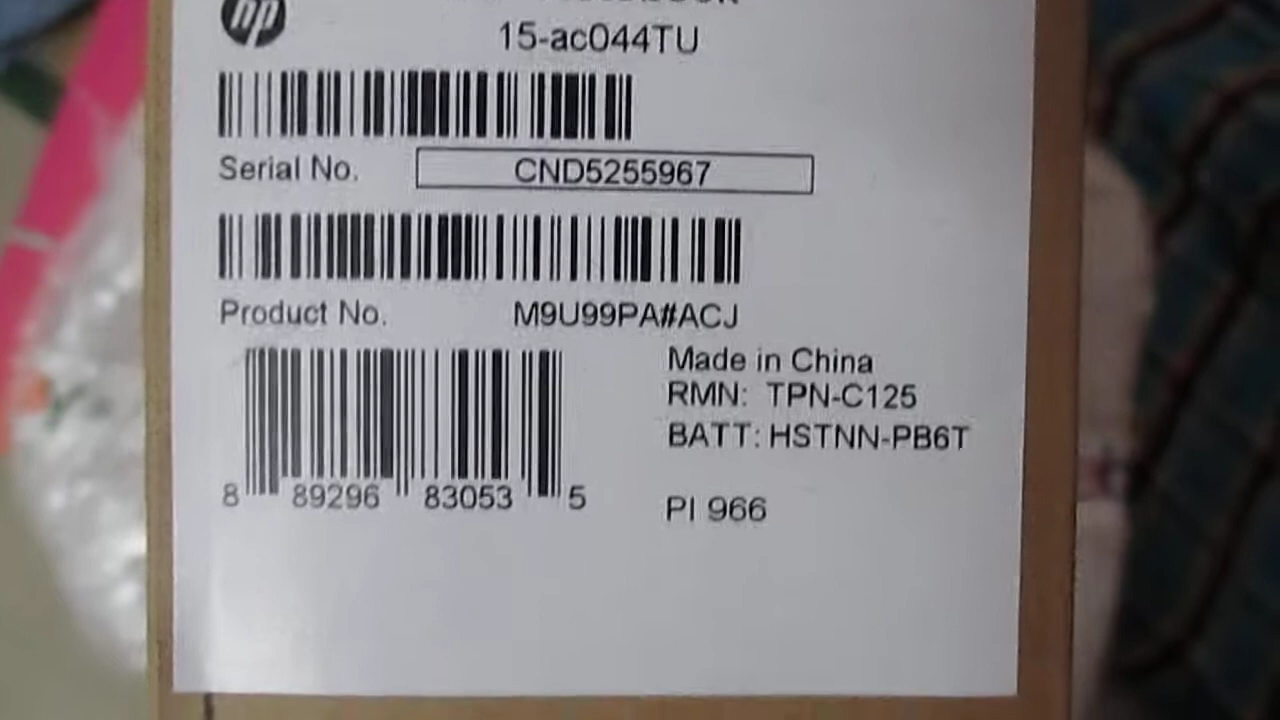 hp
15-ac044TU
Serial No. CND5255967
Product No. M9U99PA#ACJ
Made in China
RMN: TPN-C125
BATT: HSTNN-PB6T
8 89296 83053 5
PI 966